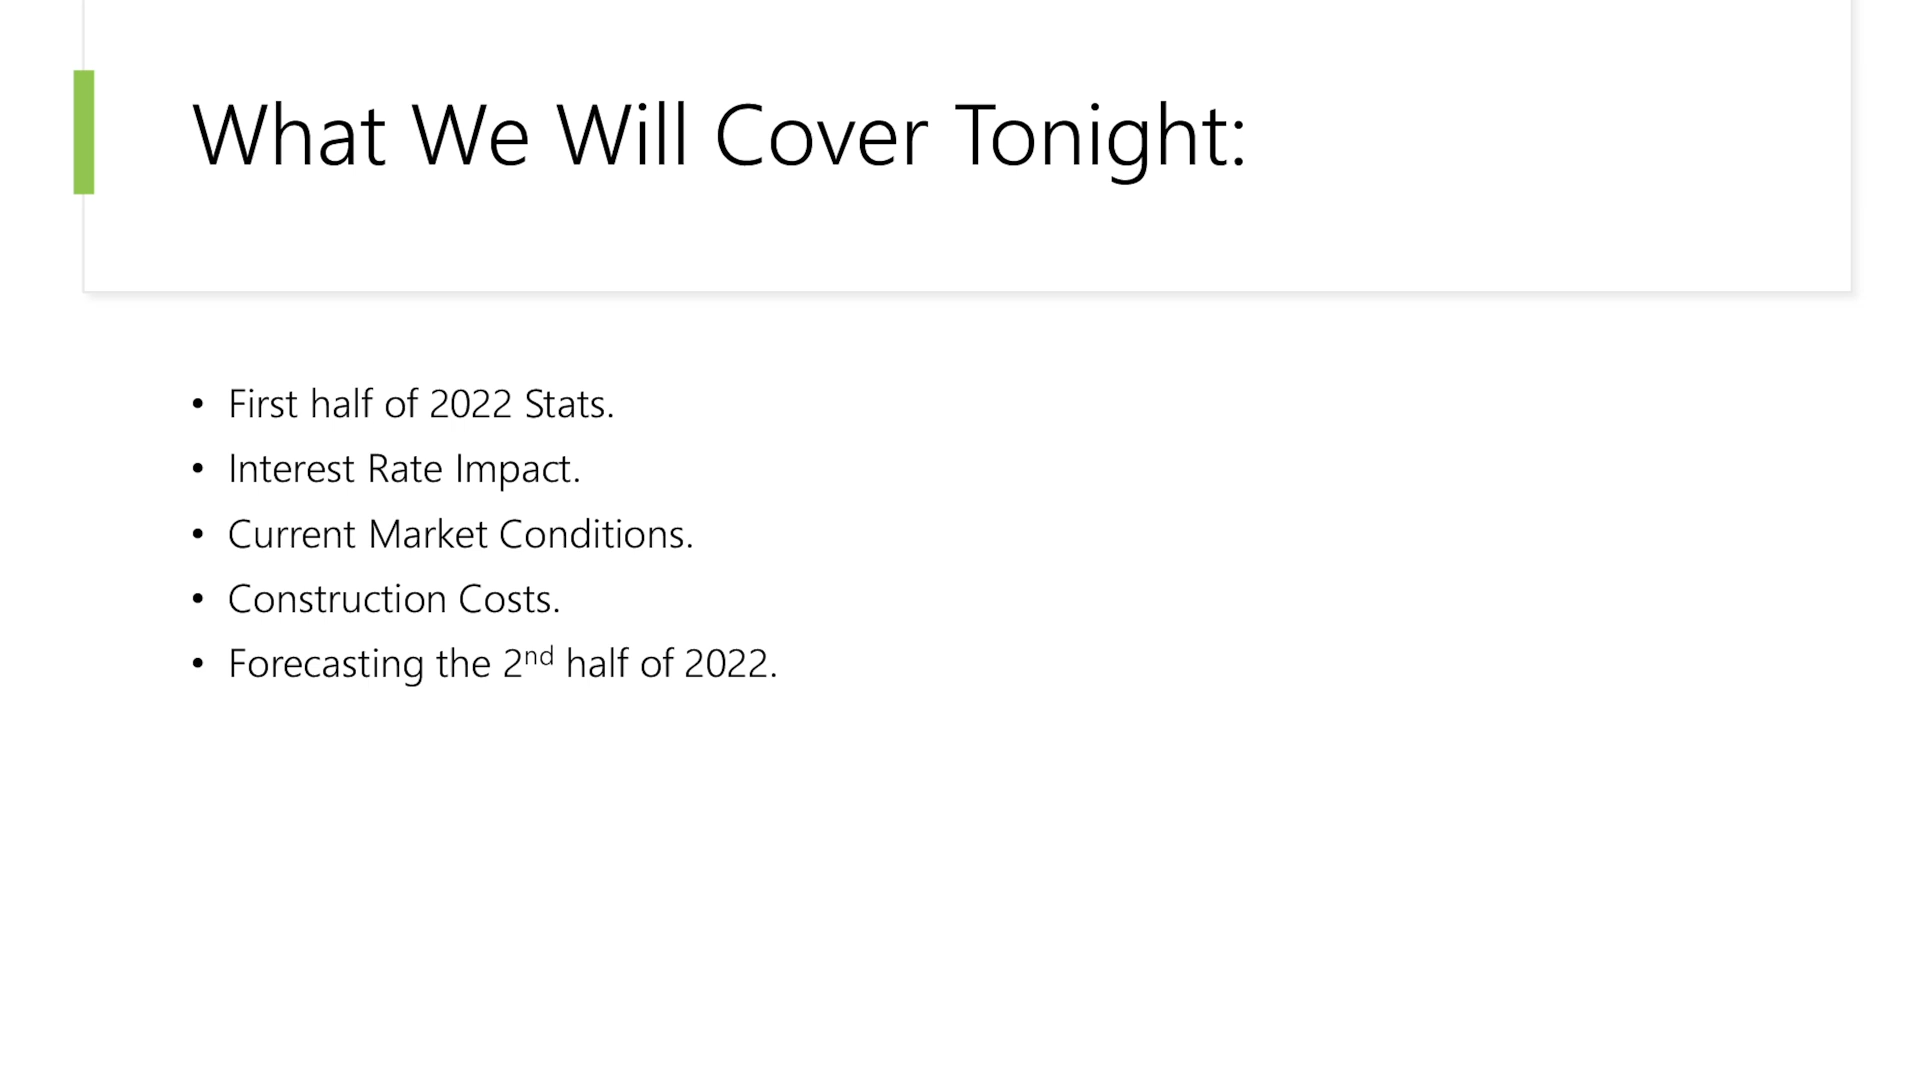 What We Will Cover Tonight:
• First half of 2022 Stats.
• Interest Rate Impact.
• Current Market Conditions.
• Construction Costs.
• Forecasting the 2nd half of 2022.